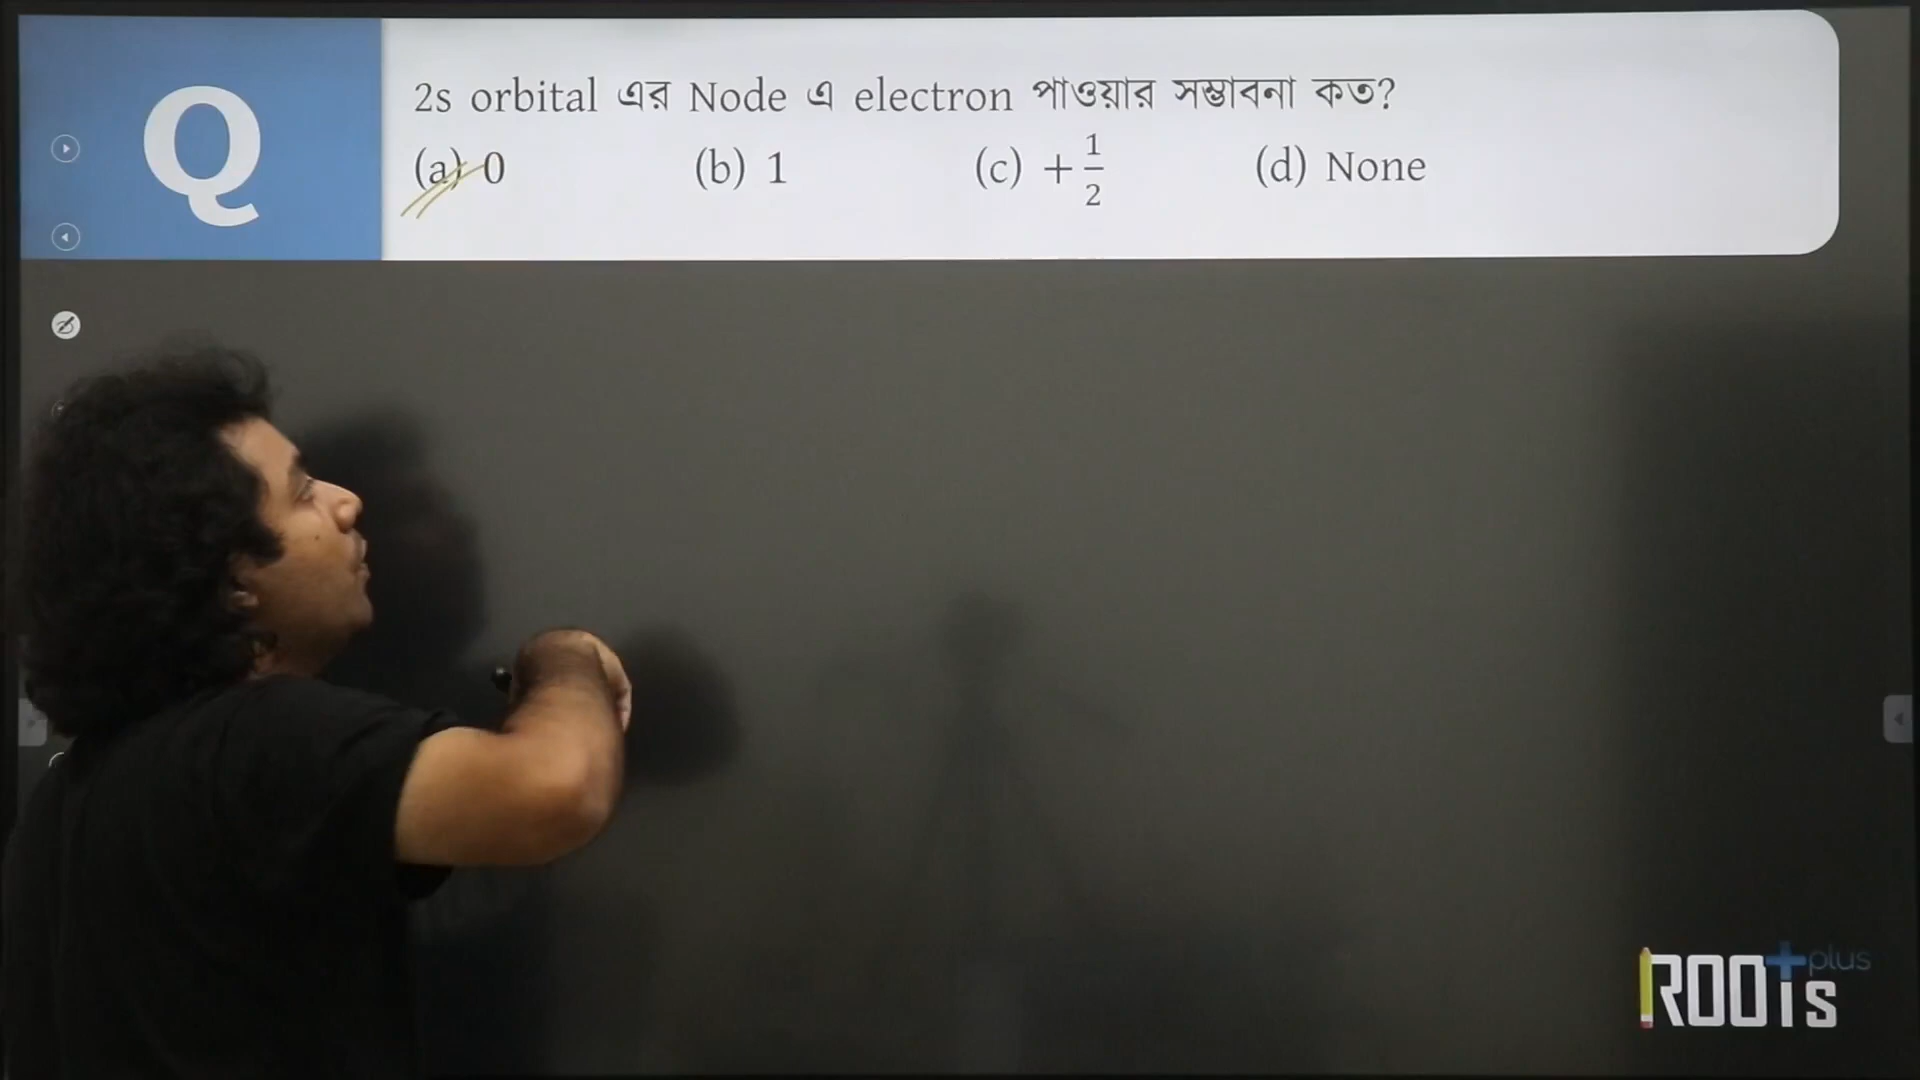 Q
2s orbital এর Node এ electron পাওয়ার সম্ভাবনা কত?
(a) 0 (b) 1 (c) +1/2 (d) None
ROOTs plus